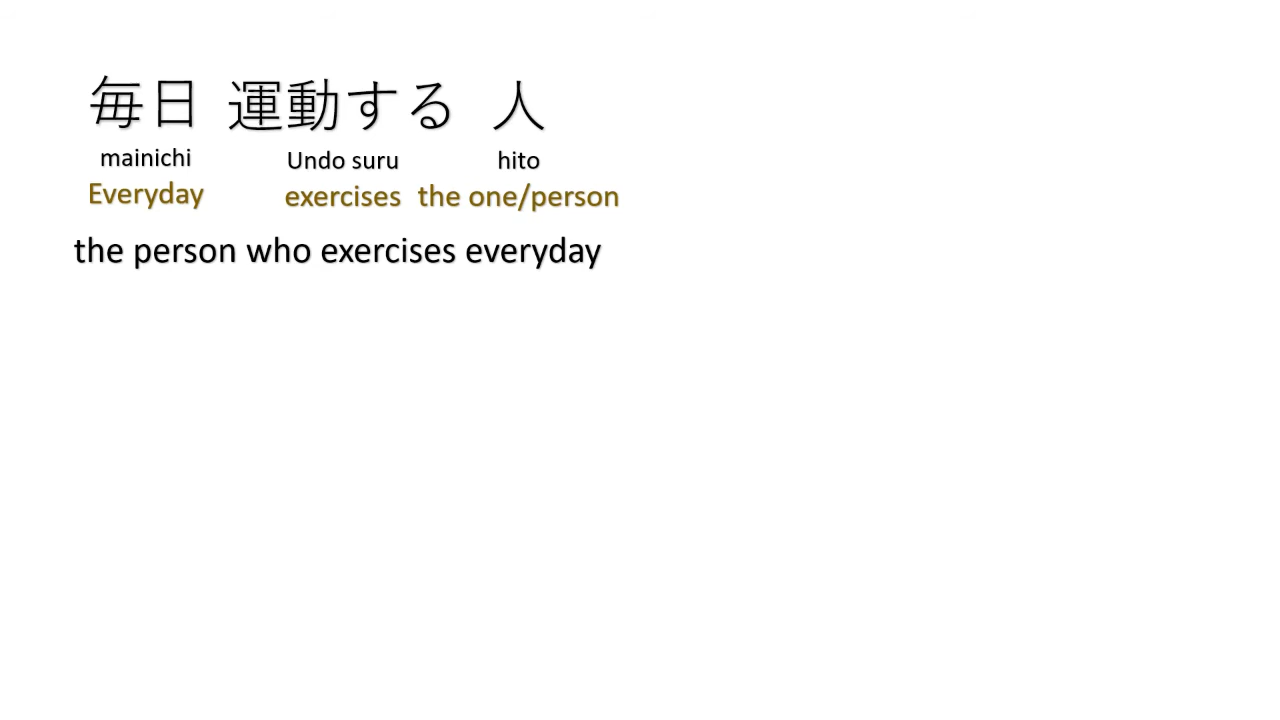 毎日 運動する 人
mainichi Undo suru hito
Everyday exercises the one/person
the person who exercises everyday